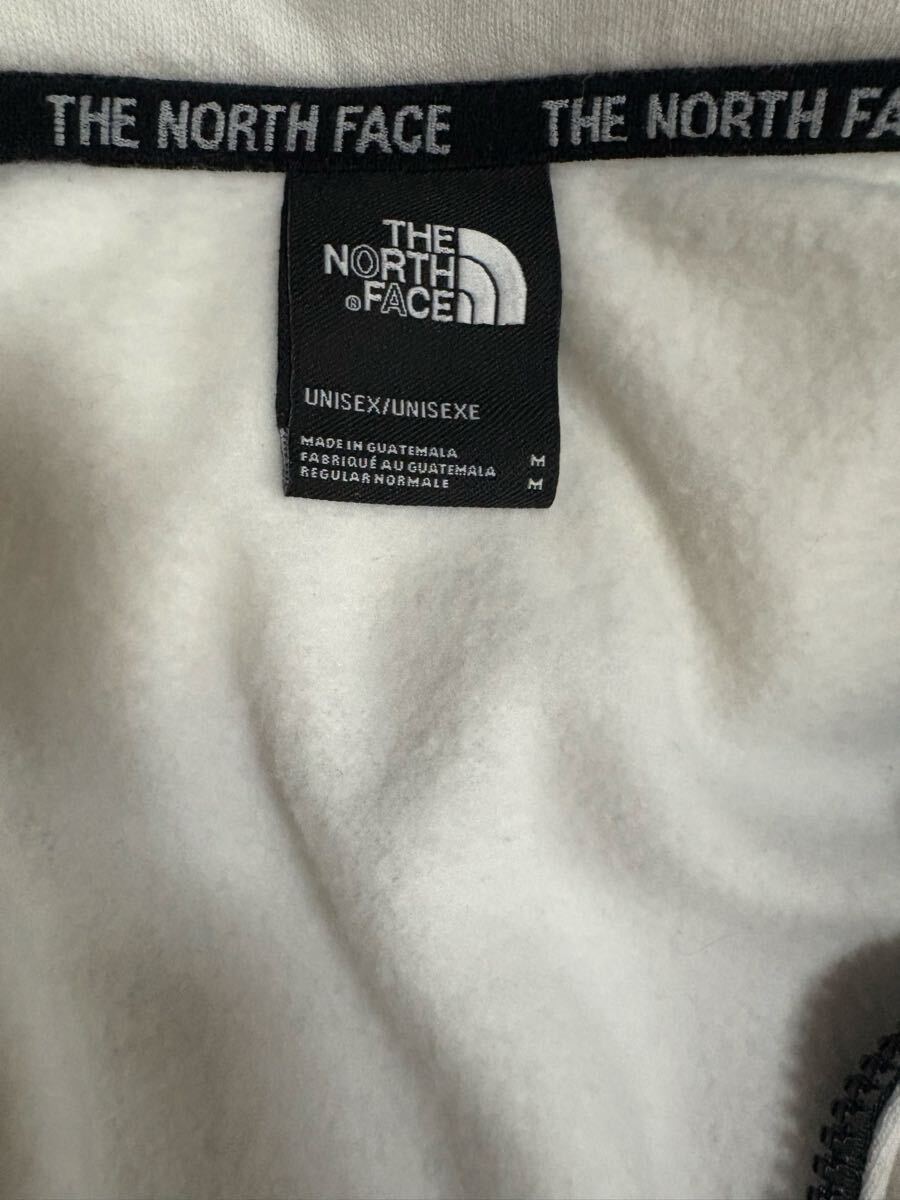 THE NORTH FACE THE NORTH FA
THE
NORTH
® FACE
UNISEX/UNISEXE
MADE IN GUATEMALA M
FABRIQUÉ AU GUATEMALA M
REGULAR NORMALE